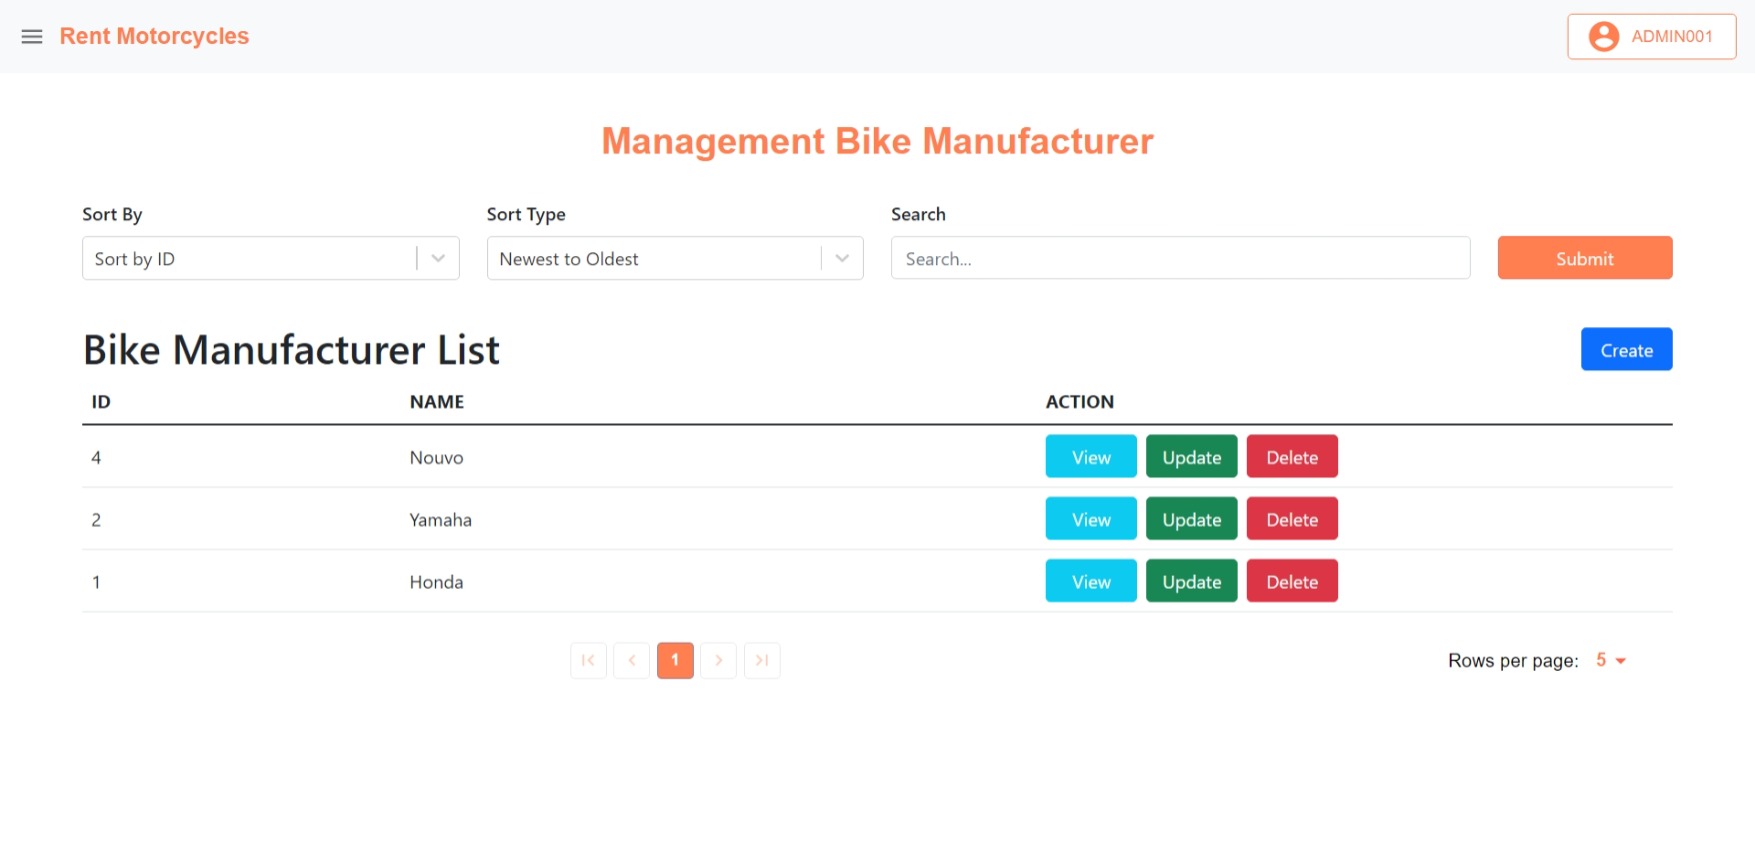 Rent Motorcycles
ADMIN001
Management Bike Manufacturer
Sort By
Sort Type
Search
Sort by ID
Newest to Oldest
Search...
Submit
Bike Manufacturer List
Create
ID NAME ACTION
4 Nouvo View Update Delete
2 Yamaha View Update Delete
1 Honda View Update Delete
1
Rows per page: 5